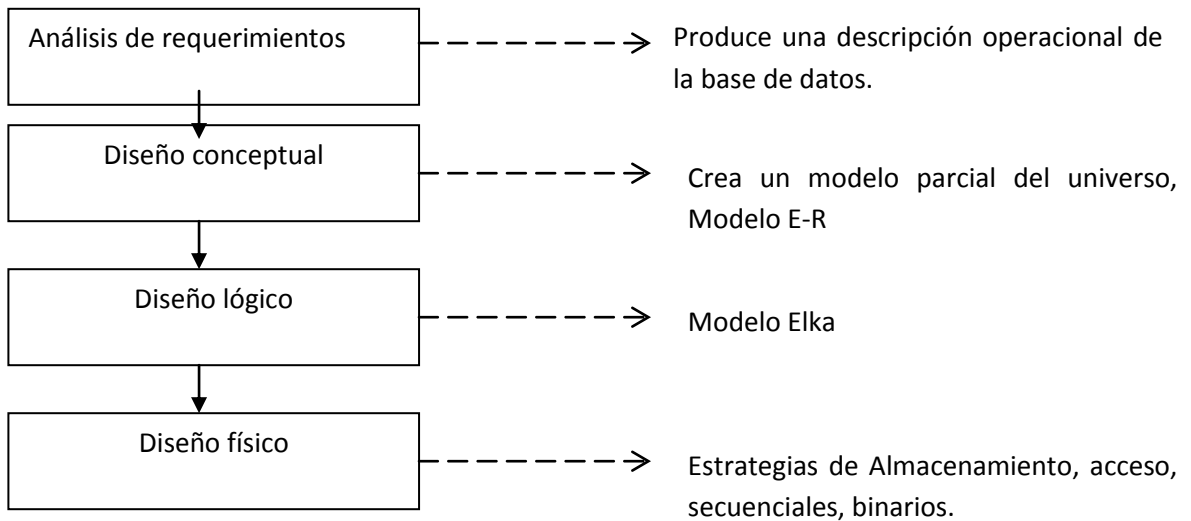 Análisis de requerimientos
Produce una descripción operacional de
la base de datos.
Diseño conceptual
Crea un modelo parcial del universo,
Modelo E-R
Diseño lógico
Modelo Elka
Diseño físico
Estrategias de Almacenamiento, acceso,
secuenciales, binarios.